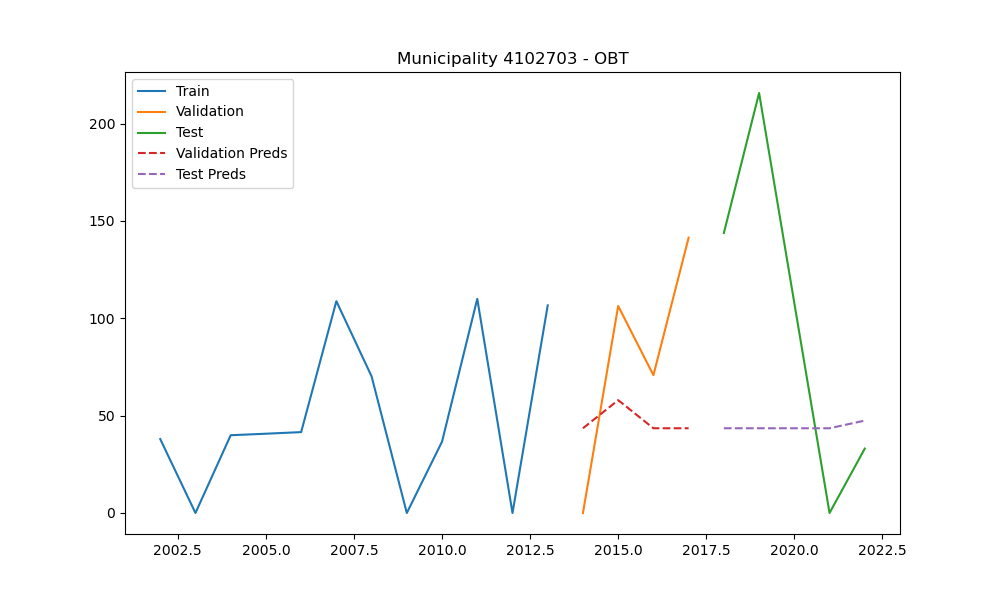 Municipality 4102703 - OBT
Train
Validation
Test
Validation Preds
Test Preds
200
150
100
50
0
2002.5 2005.0 2007.5 2010.0 2012.5 2015.0 2017.5 2020.0 2022.5